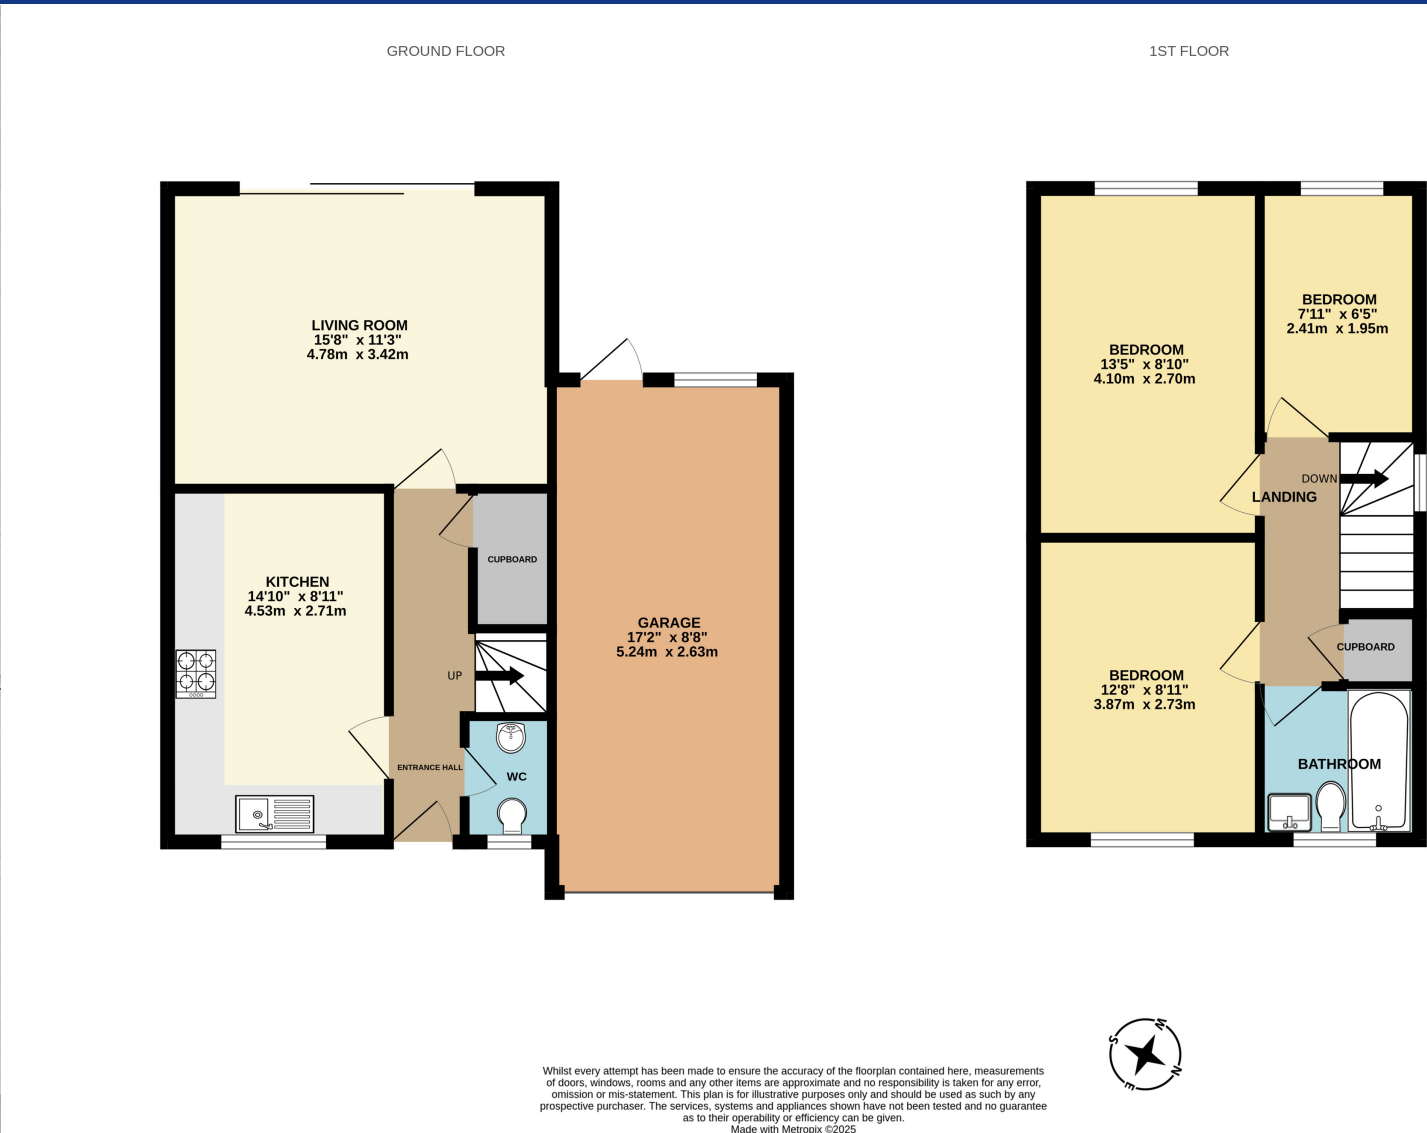 GROUND FLOOR
1ST FLOOR
LIVING ROOM
15'8" x 11'3"
4.78m x 3.42m
KITCHEN
14'10" x 8'11"
4.53m x 2.71m
CUPBOARD
UP
ENTRANCE HALL
WC
GARAGE
17'2" x 8'8"
5.24m x 2.63m
BEDROOM
13'5" x 8'10"
4.10m x 2.70m
BEDROOM
7'11" x 6'5"
2.41m x 1.95m
DOWN
LANDING
BEDROOM
12'8" x 8'11"
3.87m x 2.73m
CUPBOARD
BATHROOM
S
W
N
E
Whilst every attempt has been made to ensure the accuracy of the floorplan contained here, measurements
of doors, windows, rooms and any other items are approximate and no responsibility is taken for any error,
omission or mis-statement. This plan is for illustrative purposes only and should be used as such by any
prospective purchaser. The services, systems and appliances shown have not been tested and no guarantee
as to their operability or efficiency can be given.
Made with Metropix ©2025